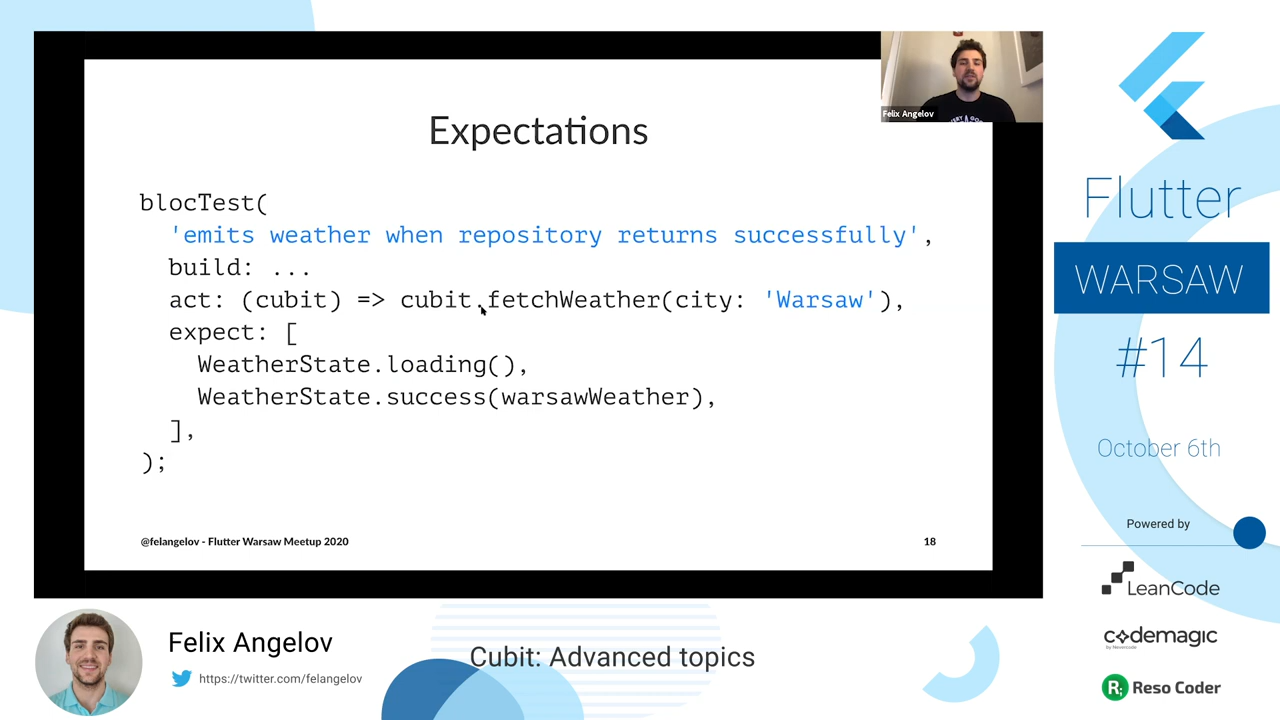 Expectations
blocTest(
'emits weather when repository returns successfully',
build: ...
act: (cubit) => cubit.fetchWeather(city: 'Warsaw'),
expect: [
WeatherState.loading(),
WeatherState.success(warsawWeather),
],
);
@felangelov - Flutter Warsaw Meetup 2020
18
Felix Angelov
Flutter
WARSAW
#14
October 6th
Powered by
LeanCode
codemagic
by Nevercode
R;
Reso Coder
Felix Angelov
https://twitter.com/felangelov
Cubit: Advanced topics